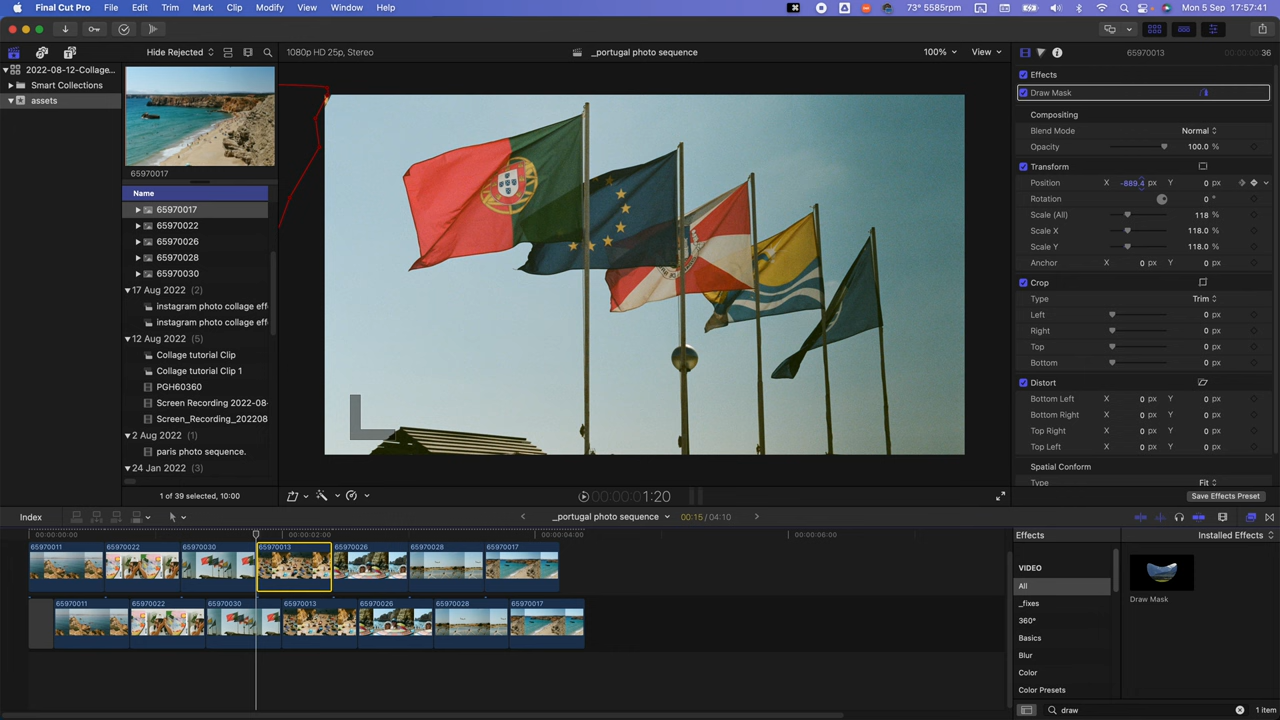 Final Cut Pro File Edit Trim Mark Clip Modify View Window Help 73° 5585rpm Mon 5 Sep 17:57:41
Hide Rejected 1080p HD 25p, Stereo _portugal photo sequence 100% View 65970013 36
2022-08-12-Collage...
Smart Collections
assets
65970017
Name
65970017
65970022
65970026
65970028
65970030
17 Aug 2022 (2)
instagram photo collage eff
instagram photo collage eff
12 Aug 2022 (5)
Collage tutorial Clip
Collage tutorial Clip 1
PGH60360
Screen Recording 2022-08-
Screen_Recording_202208
2 Aug 2022 (1)
paris photo sequence.
24 Jan 2022 (3)
1 of 39 selected, 10:00
00:00:00:01:20
Effects
Draw Mask
Compositing
Blend Mode Normal
Opacity 100.0 %
Transform
Position X -889.4 px Y 0 px
Rotation 0 °
Scale (All) 118 %
Scale X 118.0 %
Scale Y 118.0 %
Anchor X 0 px Y 0 px
Crop
Type Trim
Left 0 px
Right 0 px
Top 0 px
Bottom 0 px
Distort
Bottom Left X 0 px Y 0 px
Bottom Right X 0 px Y 0 px
Top Right X 0 px Y 0 px
Top Left X 0 px Y 0 px
Spatial Conform
Type Fit
Save Effects Preset
Index _portugal photo sequence 00:15 / 04:10
00:00:00:00 00:00:02:00 00:00:04:00 00:00:06:00
65970011 65970022 65970030 65970013 65970026 65970028 65970017
65970011 65970022 65970030 65970013 65970026 65970028 65970017
Effects Installed Effects
VIDEO
All
_fixes
360°
Basics
Blur
Color
Color Presets
Draw Mask
draw 1 item